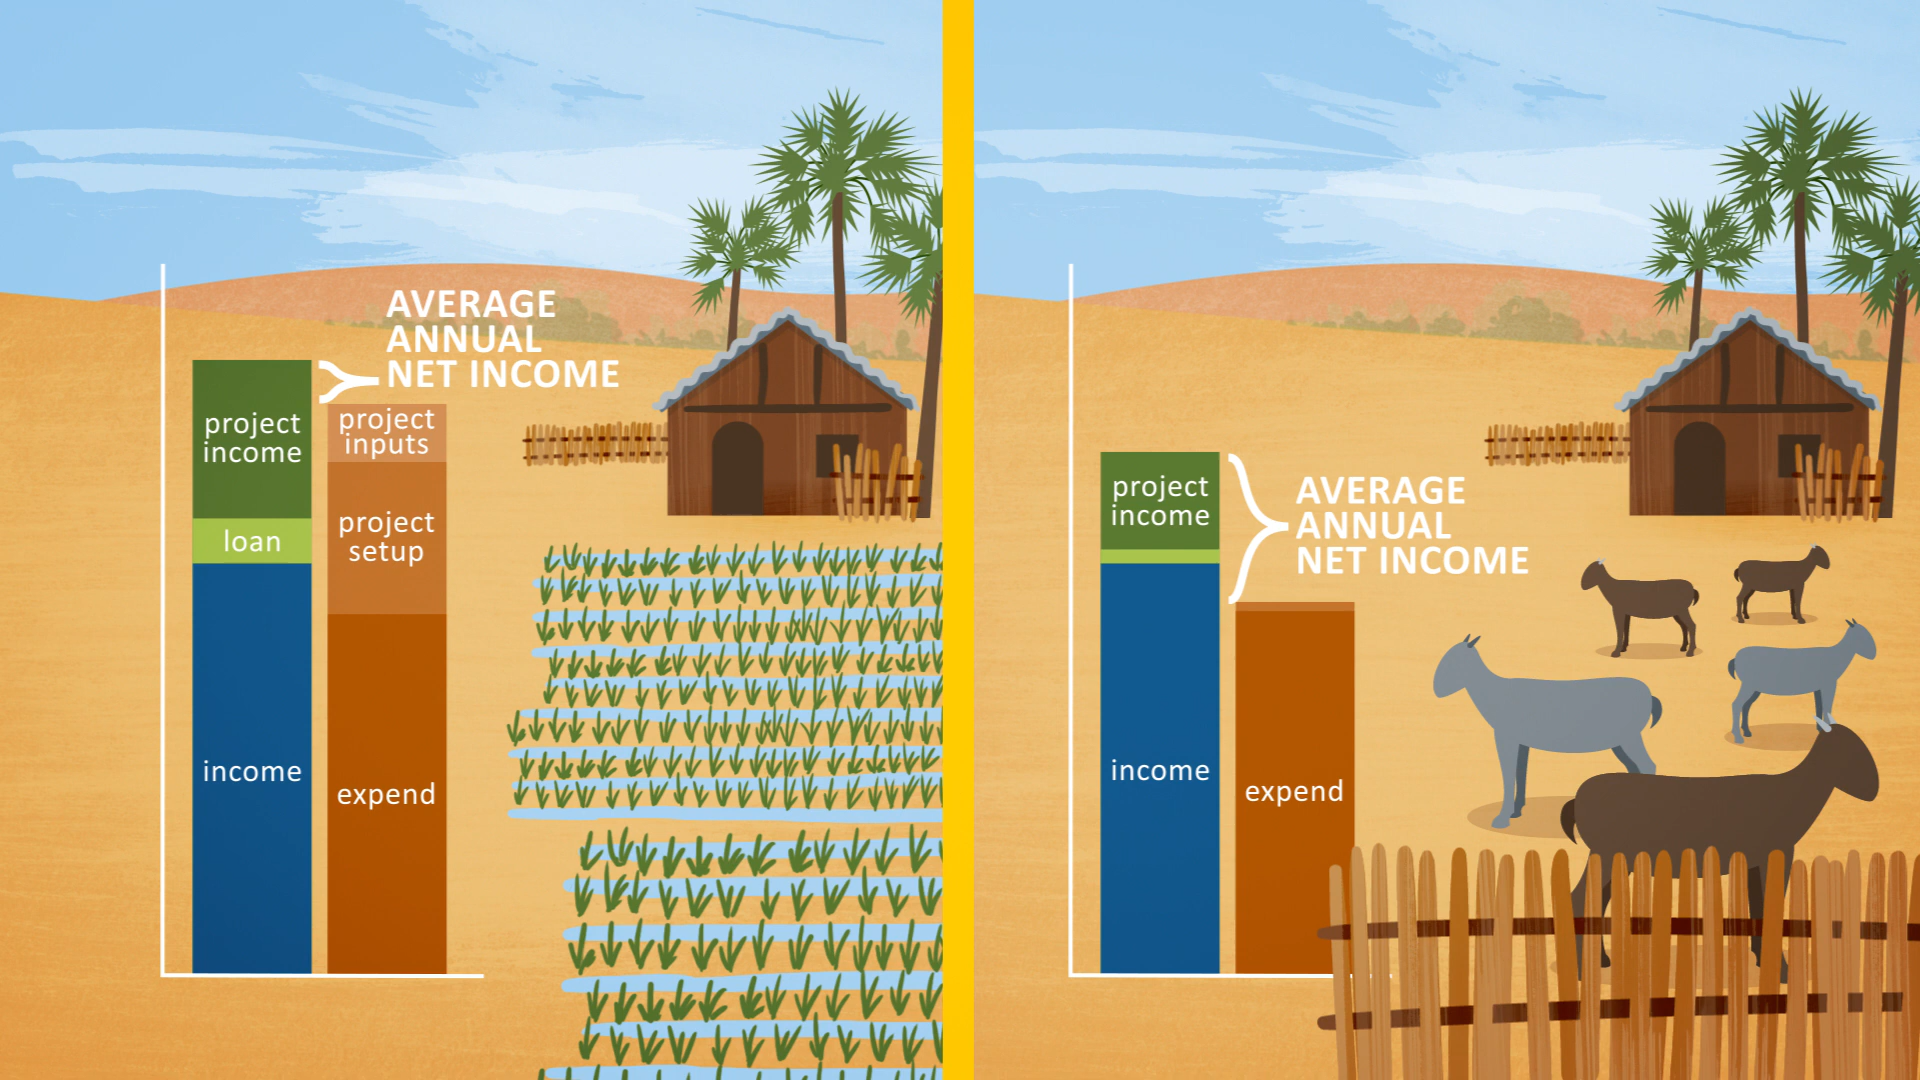 AVERAGE
ANNUAL
NET INCOME
project
income
project
inputs
loan
project
setup
income
expend
project
income
AVERAGE
ANNUAL
NET INCOME
income
expend